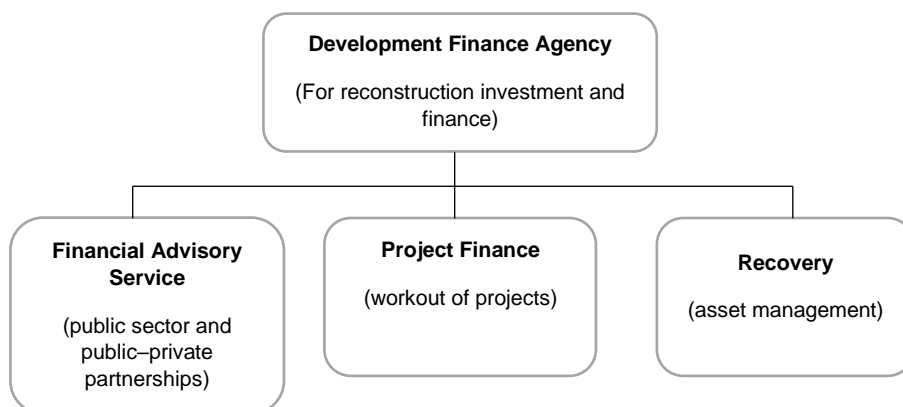 Development Finance Agency
(For reconstruction investment and
finance)
Financial Advisory
Service
(public sector and
public–private
partnerships)
Project Finance
(workout of projects)
Recovery
(asset management)